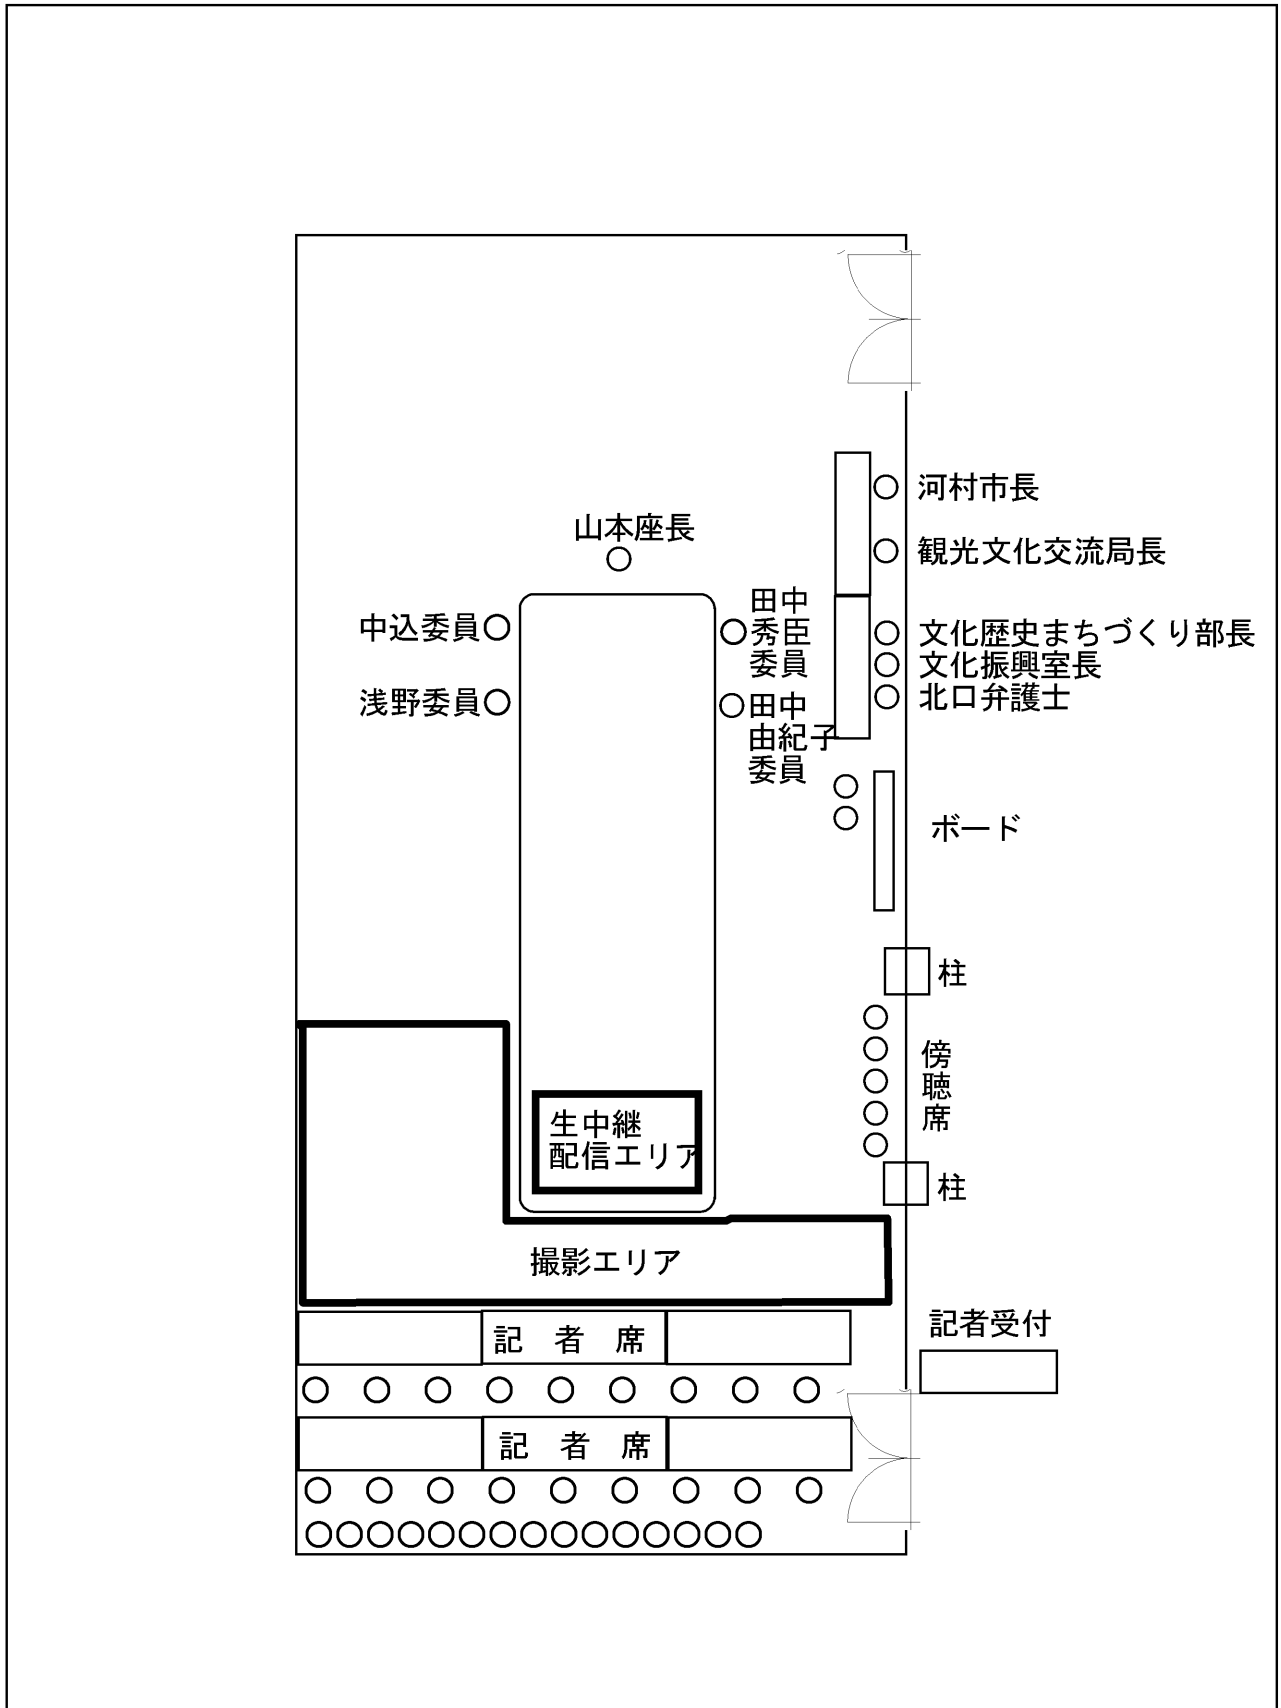 河村市長
山本座長
観光文化交流局長
田中
秀臣
委員
中込委員
文化歴史まちづくり部長
文化振興室長
北口弁護士
浅野委員
田中
由紀子
委員
ボード
柱
傍
聴
席
生中継
配信エリア
柱
撮影エリア
記者受付
記　者　席
記　者　席